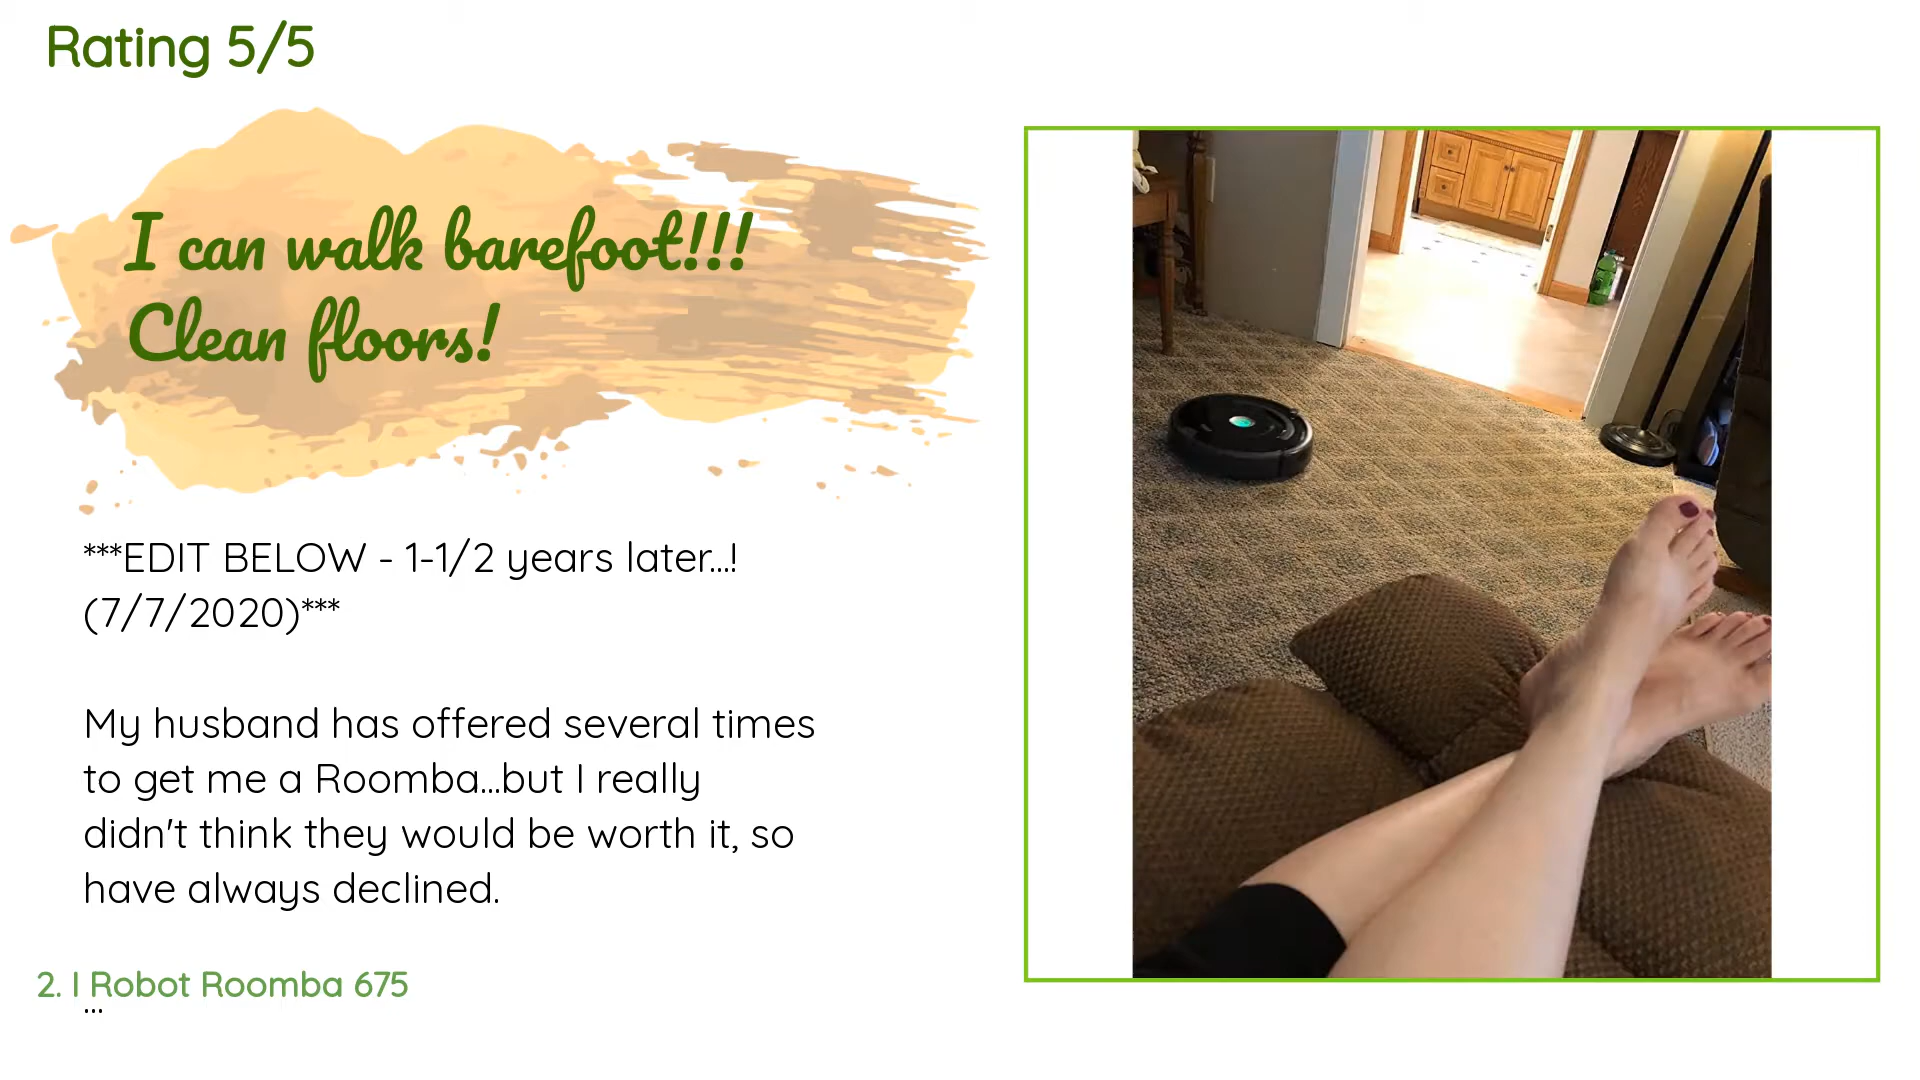 Rating 5/5
I can walk barefoot!!!
Clean floors!
***EDIT BELOW - 1-1/2 years later...!
(7/7/2020)***
My husband has offered several times
to get me a Roomba...but I really
didn't think they would be worth it, so
have always declined.
2. I Robot Roomba 675
...